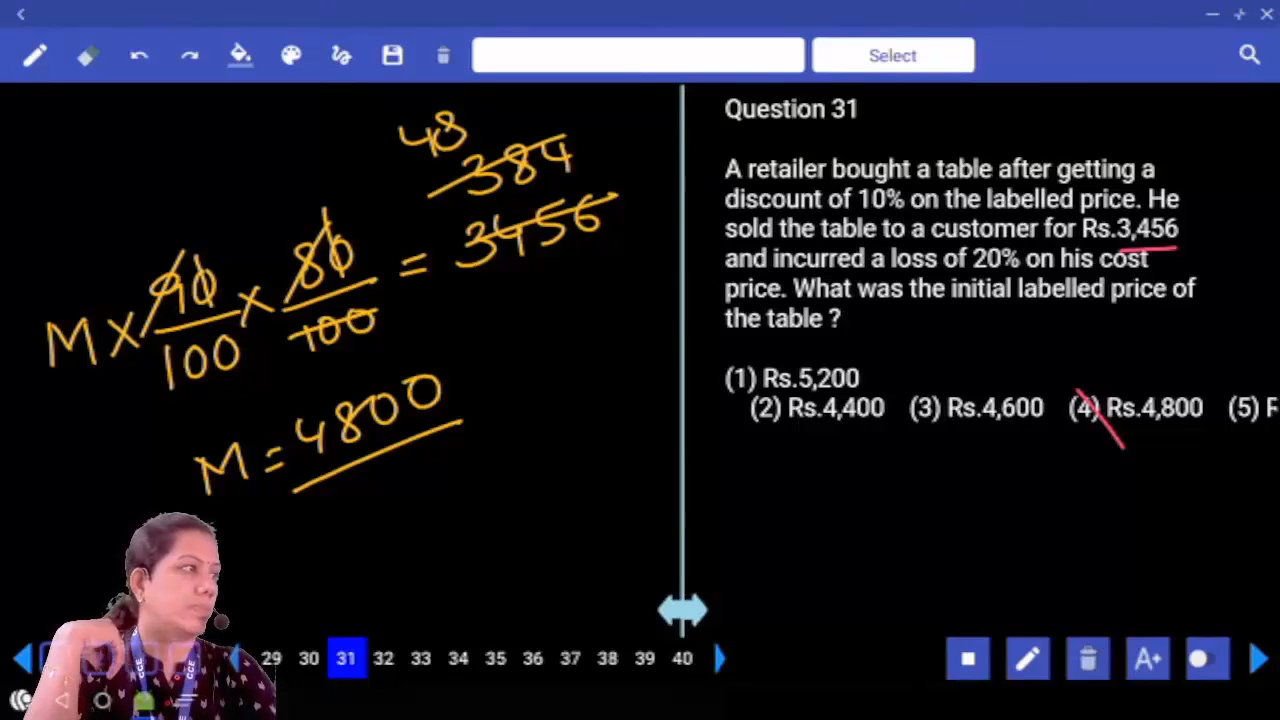 Select
48
384
M × 90/100 × 80/100 = 3456
M = 4800
Question 31
A retailer bought a table after getting a
discount of 10% on the labelled price. He
sold the table to a customer for Rs.3,456
and incurred a loss of 20% on his cost
price. What was the initial labelled price of
the table ?
(1) Rs.5,200
(2) Rs.4,400 (3) Rs.4,600 (4) Rs.4,800 (5)
CCE CCE
29 30 31 32 33 34 35 36 37 38 39 40
A+